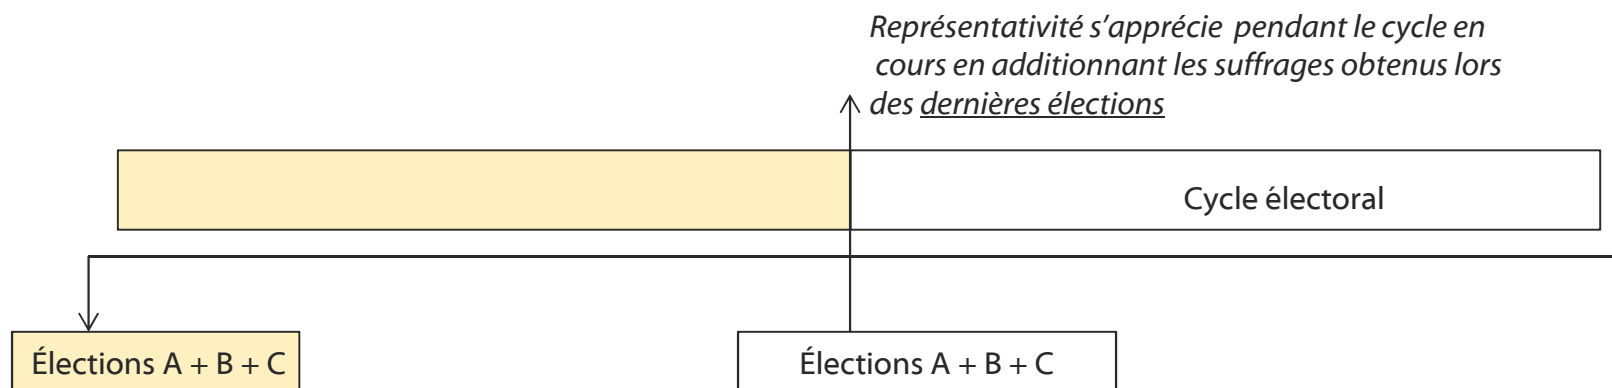 Représentativité s’apprécie pendant le cycle en
cours en additionnant les suffrages obtenus lors
des dernières élections
Cycle électoral
Élections A + B + C
Élections A + B + C